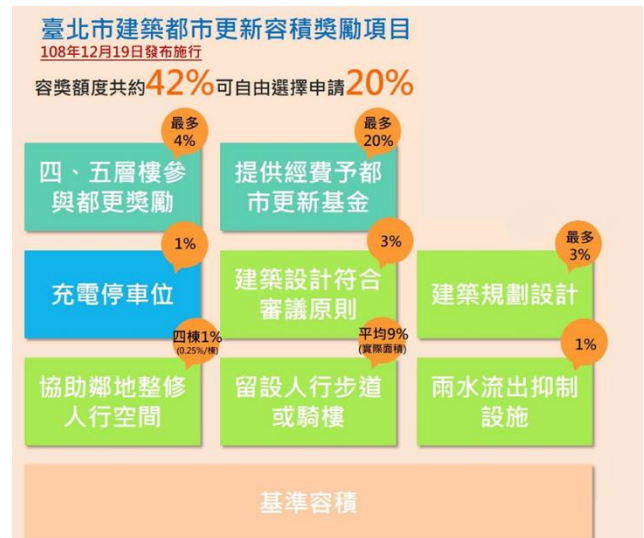 臺北市建築都市更新容積獎勵項目
108年12月19日發布施行
容獎額度共約42%可自由選擇申請20%
最多
4%
四、五層樓參
與都更獎勵
最多
20%
提供經費予都
市更新基金
1%
充電停車位
3%
建築設計符合
審議原則
最多
3%
建築規劃設計
四棟1%
(0.25%/棟)
協助鄰地整修
人行空間
平均9%
(實際面積)
留設人行步道
或騎樓
1%
雨水流出抑制
設施
基準容積